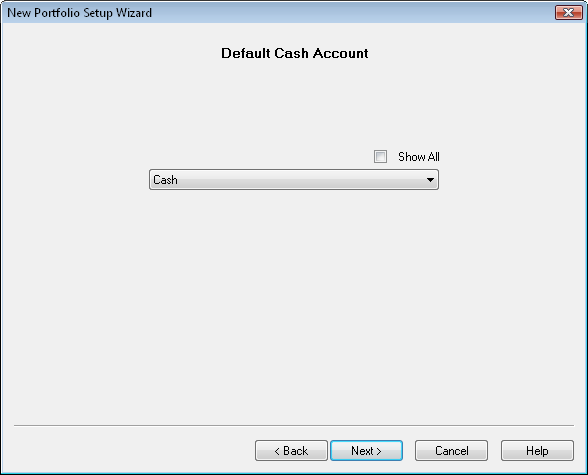 New Portfolio Setup Wizard
Default Cash Account
Show All
Cash
< Back Next > Cancel Help